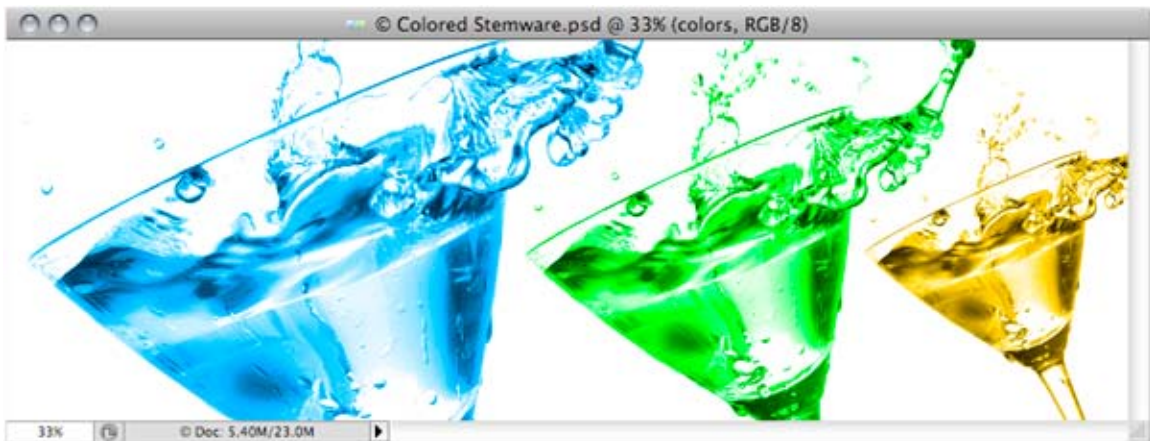 © Colored Stemware.psd @ 33% (colors, RGB/8)
33% © Doc: 5.40M/23.0M